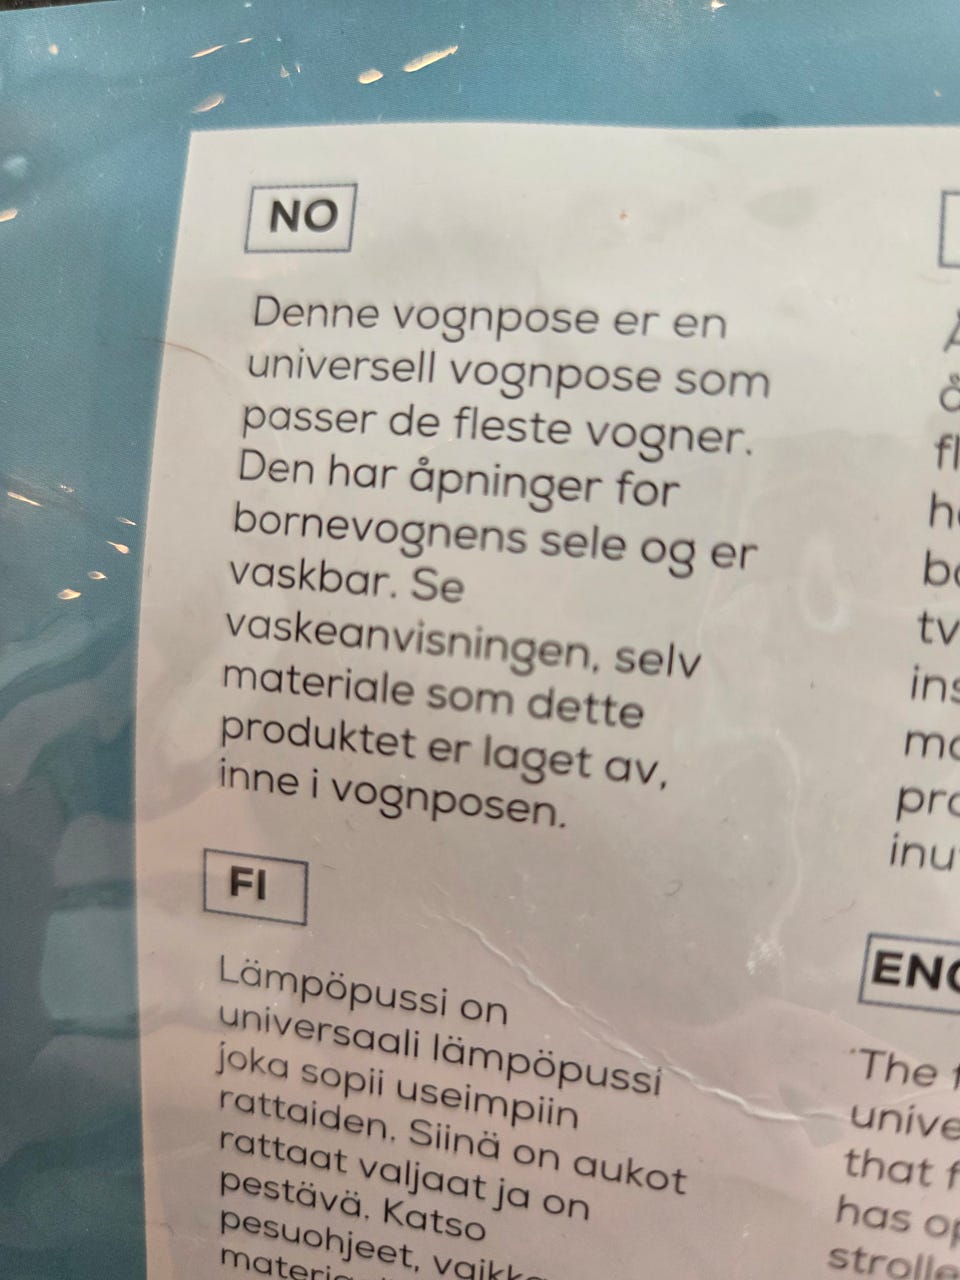 NO
Denne vognpose er en
universell vognpose som
passer de fleste vogner.
Den har åpninger for
bornevognens sele og er
vaskbar. Se
vaskeanvisningen, selv
materiale som dette
produktet er laget av,
inne i vognposen.
FI
Lämpöpussi on
universaali lämpöpussi
joka sopii useimpiin
rattaiden. Siinä on aukot
rattaat valjaat ja on
pestävä. Katso
pesuohjeet,
ENG
The
that
has